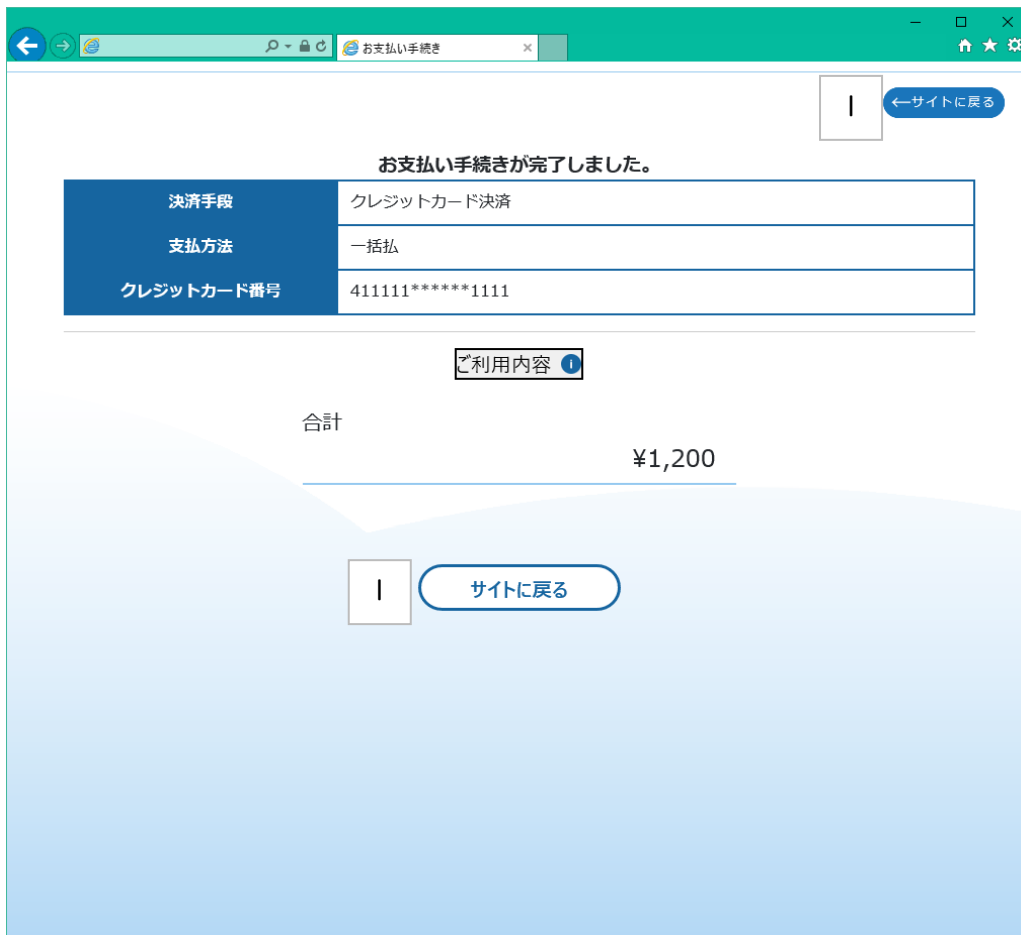 お支払い手続き
I
←サイトに戻る
お支払い手続きが完了しました。
決済手段 クレジットカード決済
支払方法 一括払
クレジットカード番号 411111******1111
ご利用内容 i
合計
¥1,200
I サイトに戻る